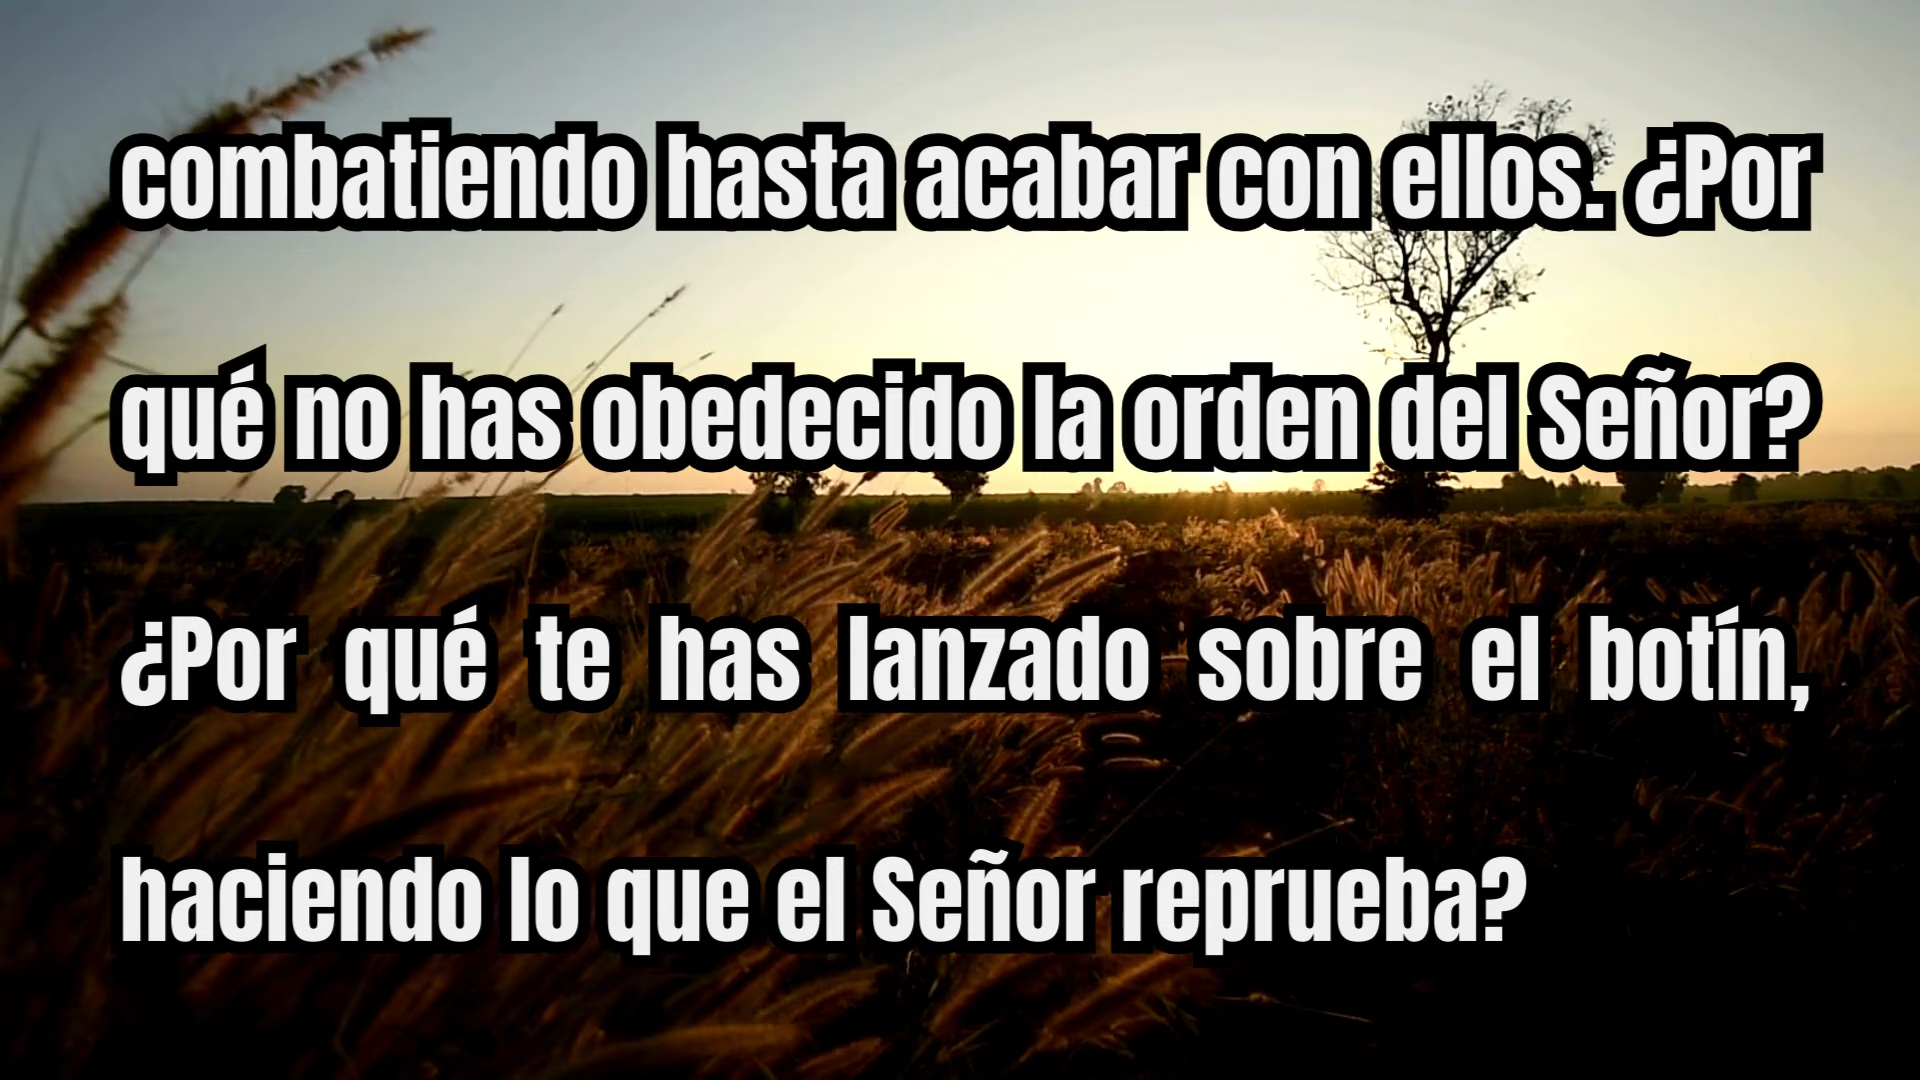 combatiendo hasta acabar con ellos. ¿Por
qué no has obedecido la orden del Señor?
¿Por qué te has lanzado sobre el botín,
haciendo lo que el Señor reprueba?